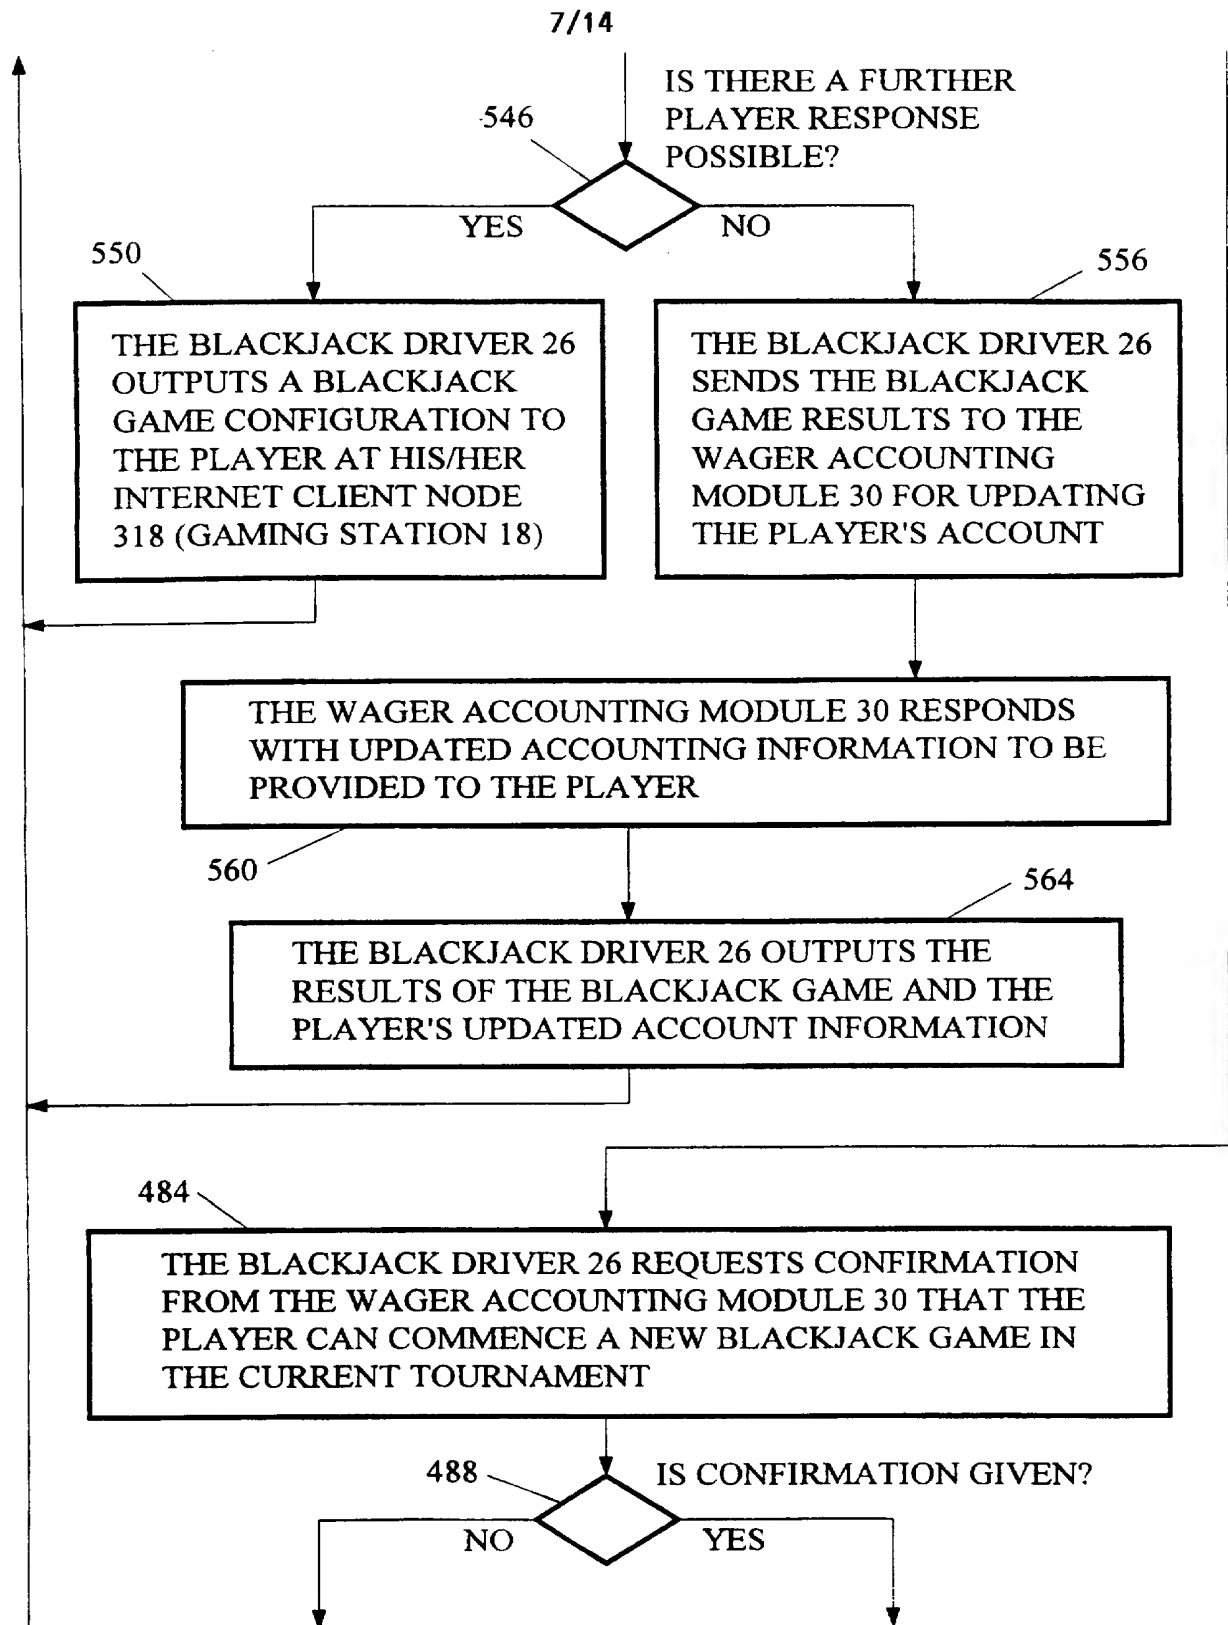 7/14
IS THERE A FURTHER
PLAYER RESPONSE
POSSIBLE?
546
YES
NO
550
556
THE BLACKJACK DRIVER 26
OUTPUTS A BLACKJACK
GAME CONFIGURATION TO
THE PLAYER AT HIS/HER
INTERNET CLIENT NODE
318 (GAMING STATION 18)
THE BLACKJACK DRIVER 26
SENDS THE BLACKJACK
GAME RESULTS TO THE
WAGER ACCOUNTING
MODULE 30 FOR UPDATING
THE PLAYER'S ACCOUNT
THE WAGER ACCOUNTING MODULE 30 RESPONDS
WITH UPDATED ACCOUNTING INFORMATION TO BE
PROVIDED TO THE PLAYER
560
564
THE BLACKJACK DRIVER 26 OUTPUTS THE
RESULTS OF THE BLACKJACK GAME AND THE
PLAYER'S UPDATED ACCOUNT INFORMATION
484
THE BLACKJACK DRIVER 26 REQUESTS CONFIRMATION
FROM THE WAGER ACCOUNTING MODULE 30 THAT THE
PLAYER CAN COMMENCE A NEW BLACKJACK GAME IN
THE CURRENT TOURNAMENT
488
IS CONFIRMATION GIVEN?
NO
YES